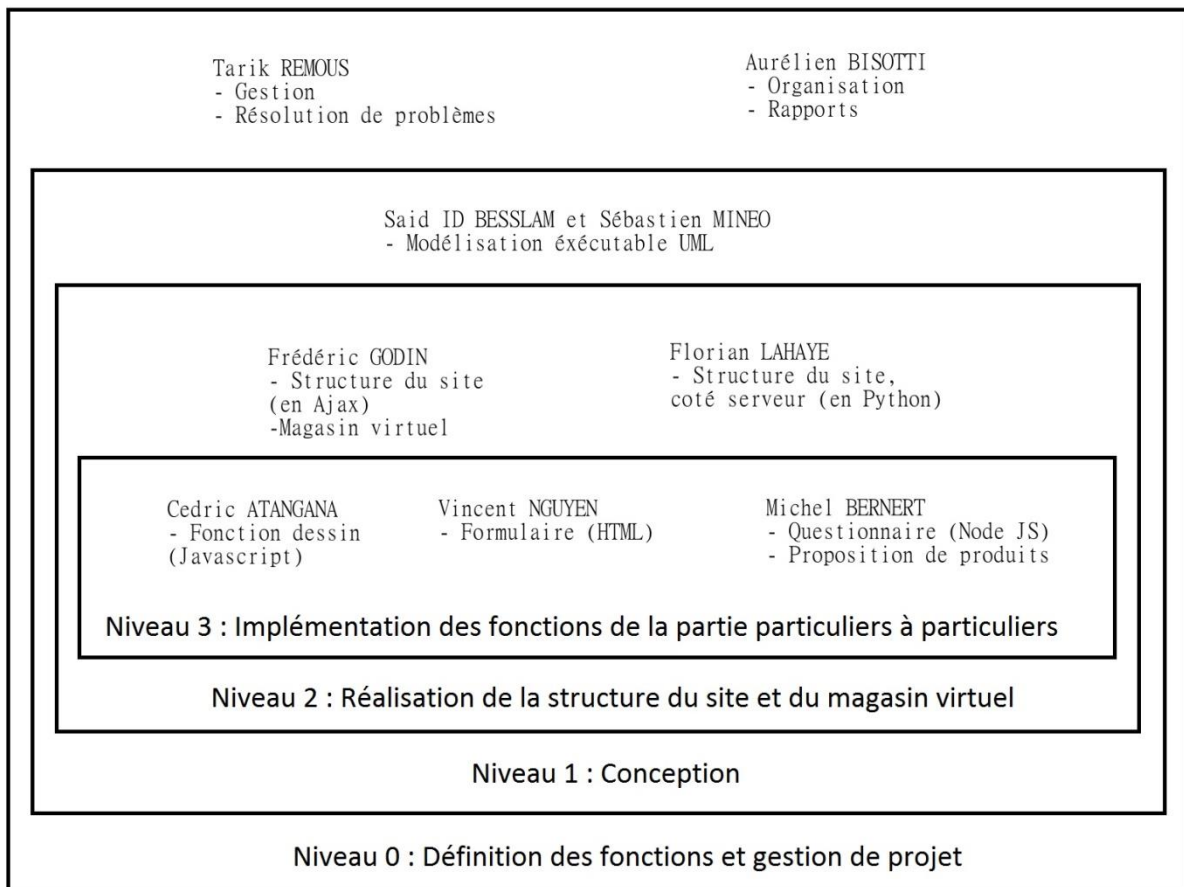 Tarik REMOUS
- Gestion
- Résolution de problèmes
Aurélien BISOTTI
- Organisation
- Rapports
Said ID BESSLAM et Sébastien MINEO
- Modélisation éxécutable UML
Frédéric GODIN
- Structure du site
(en Ajax)
-Magasin virtuel
Florian LAHAYE
- Structure du site,
coté serveur (en Python)
Cedric ATANGANA
- Fonction dessin
(Javascript)
Vincent NGUYEN
- Formulaire (HTML)
Michel BERNERT
- Questionnaire (Node JS)
- Proposition de produits
Niveau 3 : Implémentation des fonctions de la partie particuliers à particuliers
Niveau 2 : Réalisation de la structure du site et du magasin virtuel
Niveau 1 : Conception
Niveau 0 : Définition des fonctions et gestion de projet